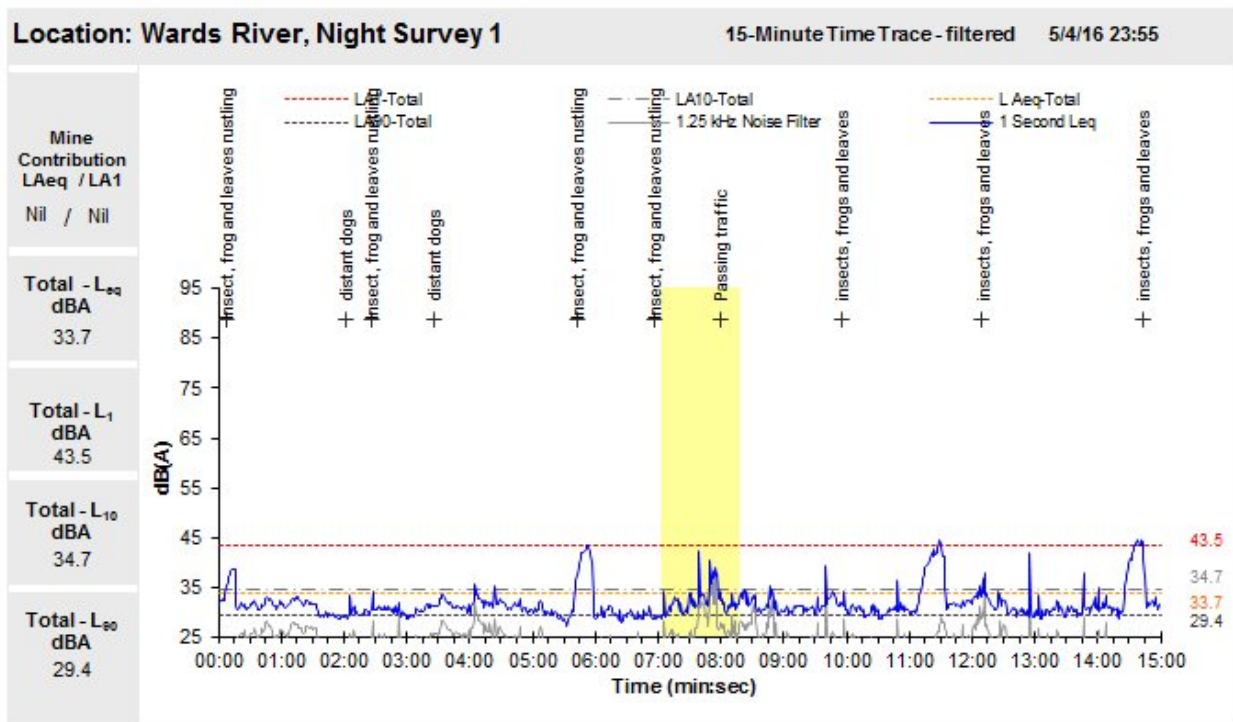 Location: Wards River, Night Survey 1
15-Minute Time Trace - filtered 5/4/16 23:55
Mine
Contribution
LAeq / LA1
Nil / Nil
Total - Leq
dBA
33.7
Total - L1
dBA
43.5
Total - L10
dBA
34.7
Total - L90
dBA
29.4
LA1-Total
LA10-Total
L Aeq-Total
LA90-Total
1.25 kHz Noise Filter
1 Second Leq
Insect, frog and leaves rustling
distant dogs
Insect, frog and leaves rustling
distant dogs
Insect, frog and leaves rustling
Insect, frog and leaves rustling
Passing traffic
insects, frogs and leaves
insects, frogs and leaves
insects, frogs and leaves
dB(A)
95
85
75
65
55
45
35
25
43.5
34.7
33.7
29.4
00:00 01:00 02:00 03:00 04:00 05:00 06:00 07:00 08:00 09:00 10:00 11:00 12:00 13:00 14:00 15:00
Time (min:sec)